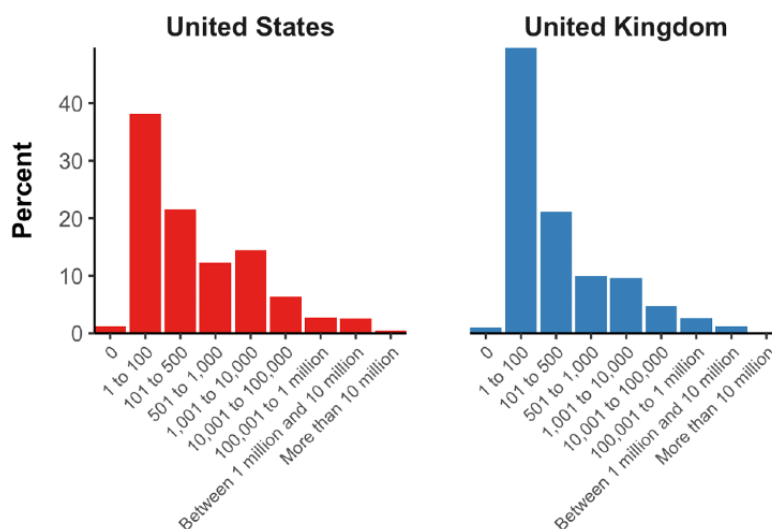 United States
United Kingdom
Percent
40
30
20
10
0
0
1 to 100
101 to 500
501 to 1,000
1,001 to 10,000
10,001 to 100,000
100,001 to 1 million
Between 1 million and 10 million
More than 10 million
0
1 to 100
101 to 500
501 to 1,000
1,001 to 10,000
10,001 to 100,000
100,001 to 1 million
Between 1 million and 10 million
More than 10 million